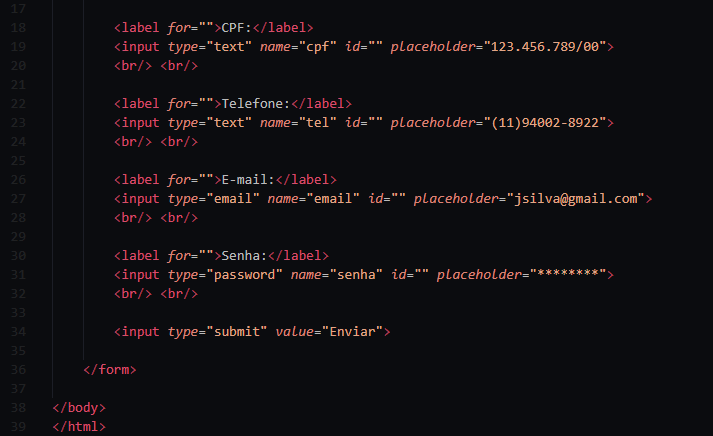 17
18 <label for="">CPF:</label>
19 <input type="text" name="cpf" id="" placeholder="123.456.789/00">
20 <br/> <br/>
21
22 <label for="">Telefone:</label>
23 <input type="text" name="tel" id="" placeholder="(11)94002-8922">
24 <br/> <br/>
25
26 <label for="">E-mail:</label>
27 <input type="email" name="email" id="" placeholder="jsilva@gmail.com">
28 <br/> <br/>
29
30 <label for="">Senha:</label>
31 <input type="password" name="senha" id="" placeholder="********">
32 <br/> <br/>
33
34 <input type="submit" value="Enviar">
35
36 </form>
37
38 </body>
39 </html>